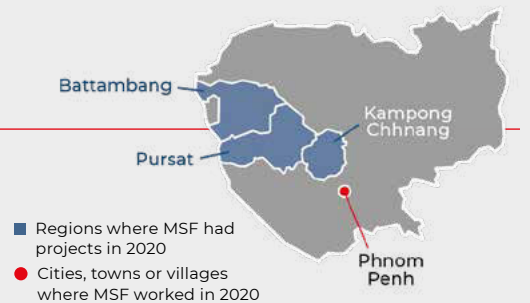 Battambang
Kampong
Chhnang
Pursat
Regions where MSF had
projects in 2020
Phnom
Penh
Cities, towns or villages
where MSF worked in 2020